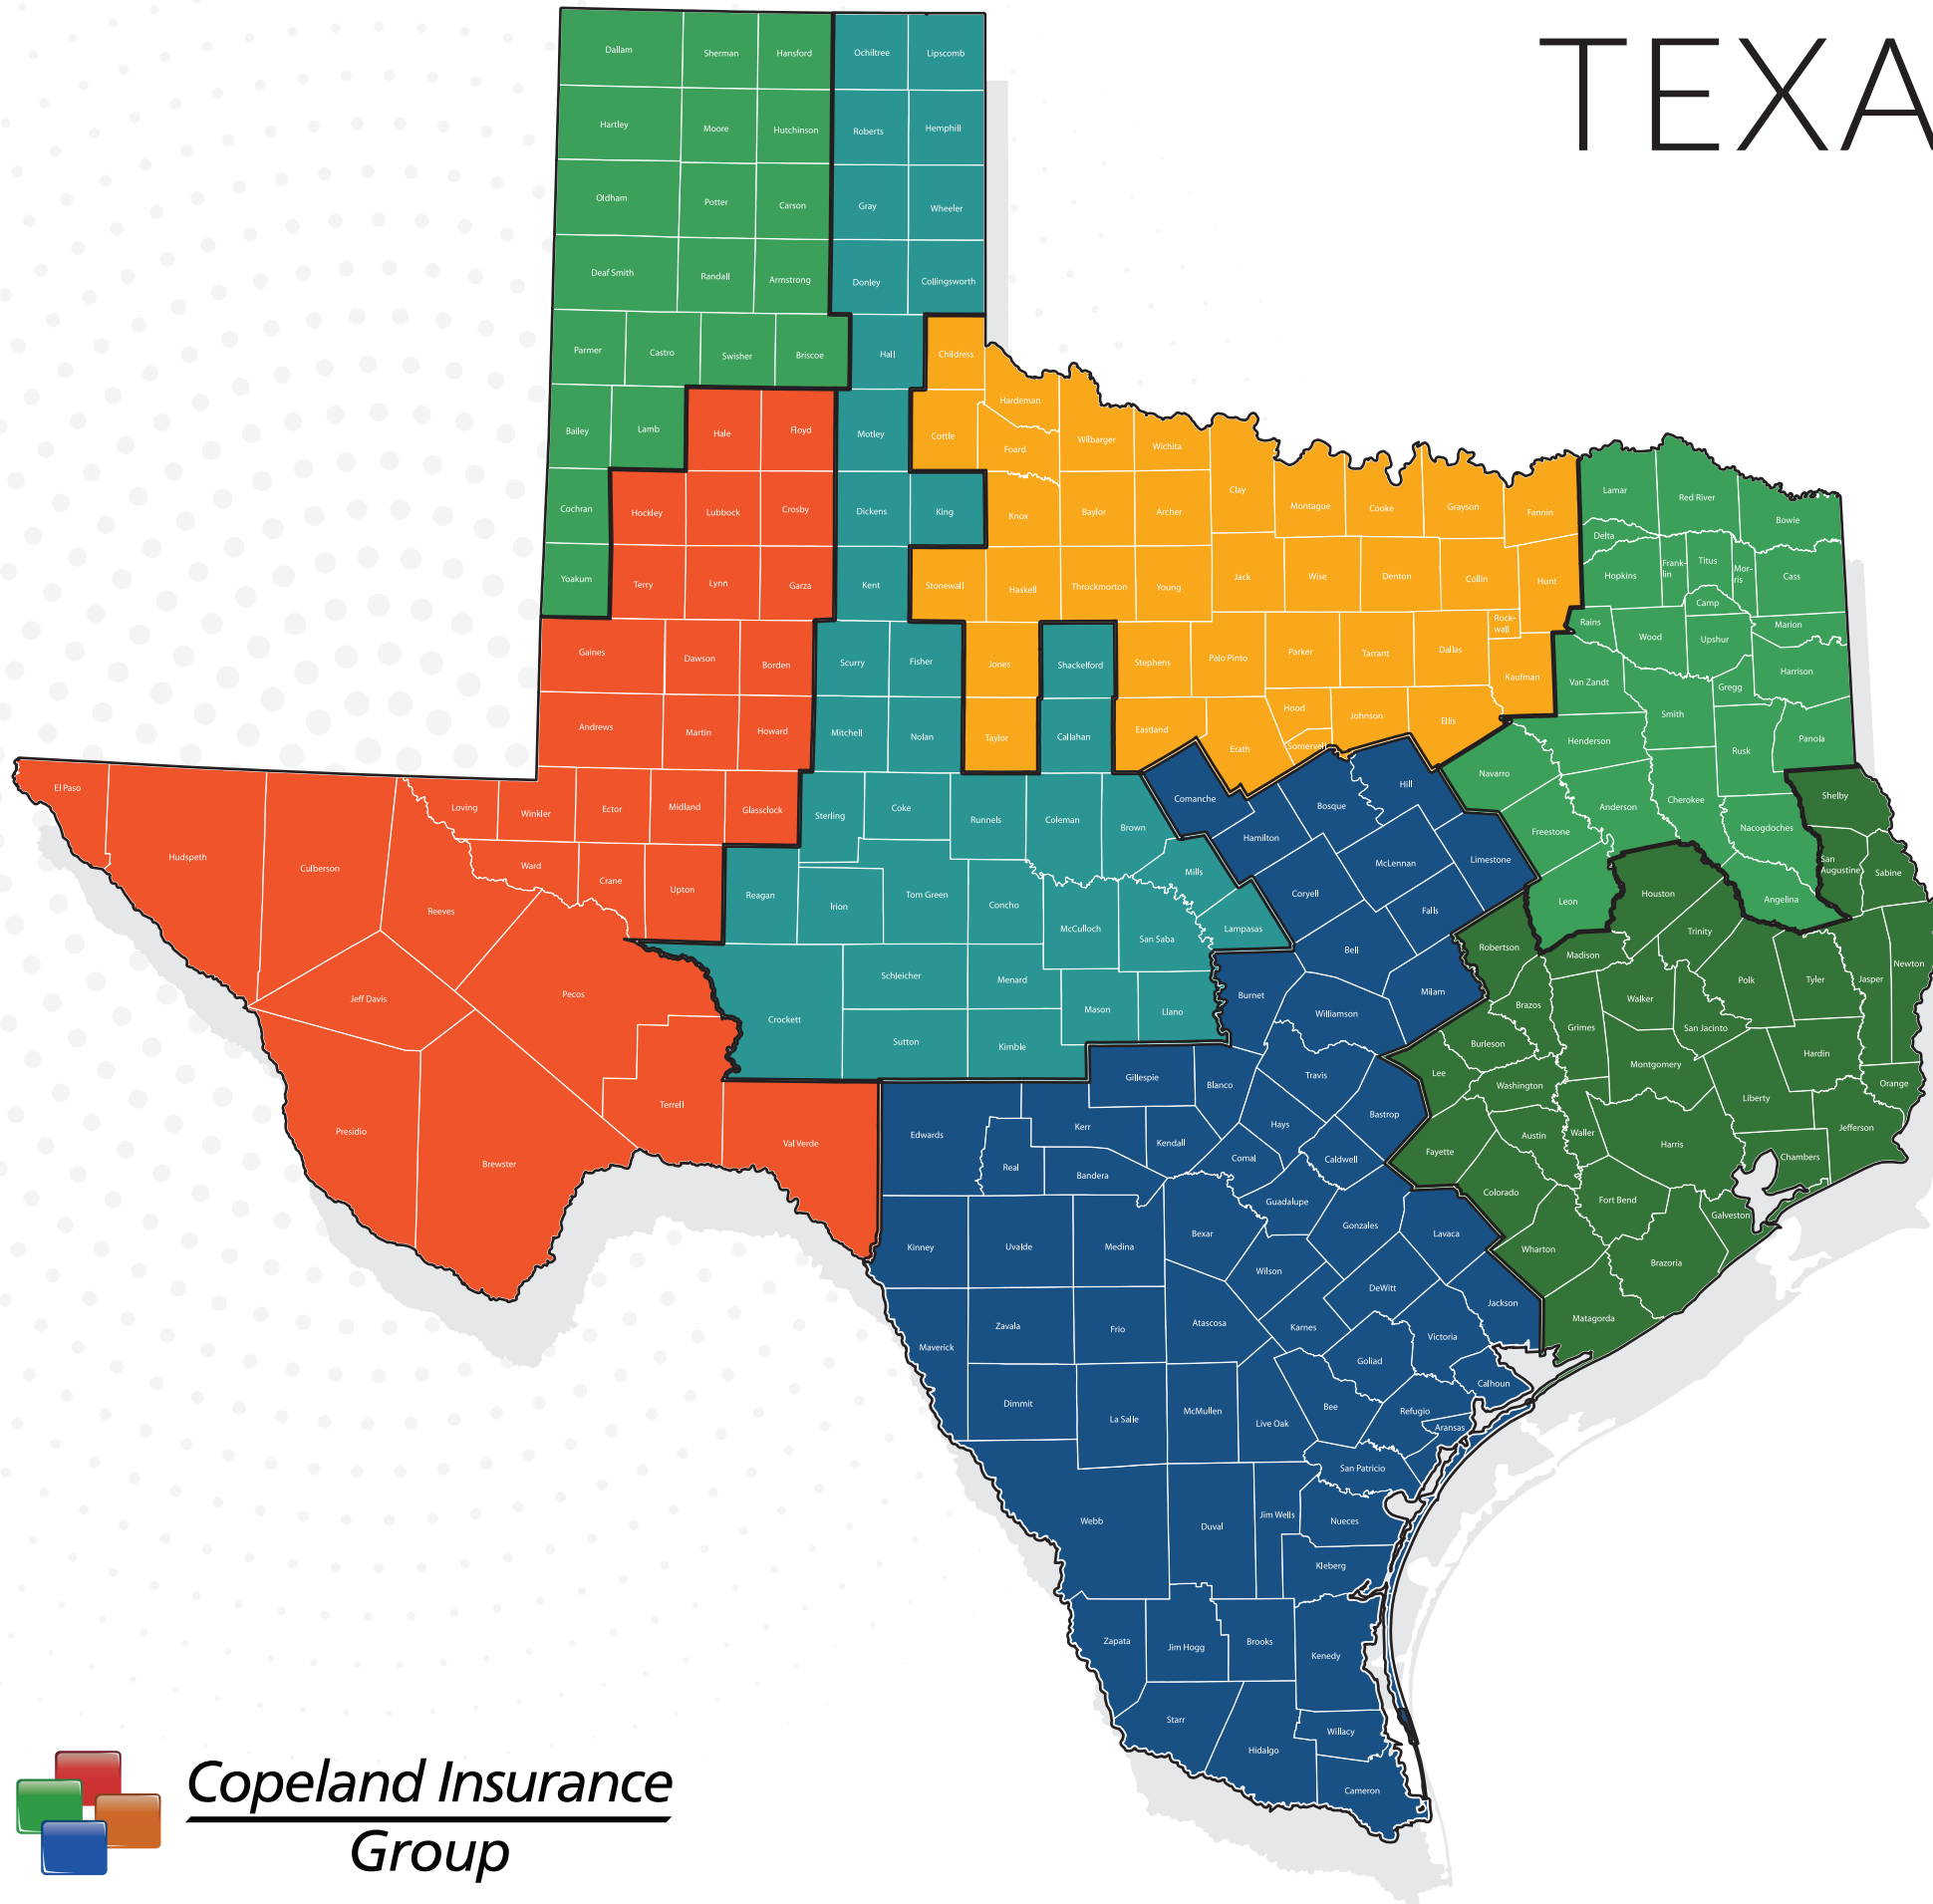 TEXA
Dallam
Sherman
Hansford
Ochiltree
Lipscomb
Hartley
Moore
Hutchinson
Roberts
Hemphill
Oldham
Potter
Carson
Gray
Wheeler
Deaf Smith
Randall
Armstrong
Donley
Collingsworth
Parmer
Castro
Swisher
Briscoe
Hall
Childress
Bailey
Lamb
Hale
Floyd
Motley
Cottle
Hardeman
Foard
Wilbarger
Wichita
Cochran
Hockley
Lubbock
Crosby
Dickens
King
Knox
Baylor
Archer
Clay
Montague
Cooke
Grayson
Fannin
Lamar
Red River
Bowie
Delta
Yoakum
Terry
Lynn
Garza
Kent
Stonewall
Haskell
Throckmorton
Young
Jack
Wise
Denton
Collin
Hunt
Hopkins
Frank-
lin
Titus
Mor-
ris
Cass
Camp
Gaines
Dawson
Borden
Scurry
Fisher
Jones
Shackelford
Stephens
Palo Pinto
Parker
Tarrant
Dallas
Rock-
wall
Kaufman
Rains
Wood
Upshur
Marion
Harrison
Van Zandt
Gregg
Smith
Andrews
Martin
Howard
Mitchell
Nolan
Taylor
Callahan
Eastland
Erath
Hood
Somervell
Johnson
Ellis
Henderson
Rusk
Panola
Navarro
El Paso
Hudspeth
Culberson
Reeves
Loving
Winkler
Ector
Midland
Glassclock
Sterling
Coke
Runnels
Coleman
Brown
Comanche
Hamilton
Bosque
Hill
Freestone
Anderson
Cherokee
Nacogdoches
Shelby
San
Augustine
Sabine
Ward
Crane
Upton
Reagan
Irion
Tom Green
Concho
McCulloch
San Saba
Mills
Lampasas
Coryell
McLennan
Limestone
Falls
Bell
Leon
Houston
Angelina
Trinity
Jeff Davis
Pecos
Crockett
Schleicher
Menard
Mason
Llano
Burnet
Williamson
Milam
Robertson
Madison
Brazos
Grimes
Walker
San Jacinto
Polk
Tyler
Jasper
Newton
Sutton
Kimble
Gillespie
Blanco
Travis
Lee
Burleson
Washington
Montgomery
Liberty
Hardin
Orange
Presidio
Brewster
Terrell
Val Verde
Edwards
Kerr
Real
Bandera
Kendall
Hays
Comal
Caldwell
Bastrop
Fayette
Austin
Waller
Harris
Chambers
Jefferson
Colorado
Fort Bend
Galveston
Kinney
Uvalde
Medina
Bexar
Guadalupe
Gonzales
Lavaca
Wharton
Brazoria
Wilson
DeWitt
Jackson
Matagorda
Maverick
Zavala
Frio
Atascosa
Karnes
Goliad
Victoria
Calhoun
Dimmit
La Salle
McMullen
Live Oak
Bee
Refugio
Aransas
San Patricio
Webb
Duval
Jim Wells
Nueces
Kleberg
Zapata
Jim Hogg
Brooks
Kenedy
Starr
Hidalgo
Willacy
Cameron
Copeland Insurance
Group